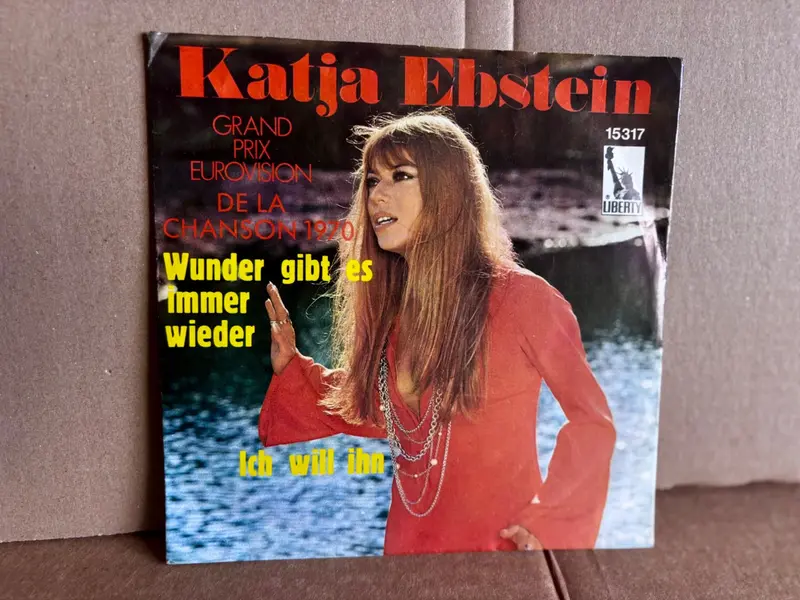 Katja Ebstein
GRAND
PRIX
EUROVISION
DE LA
CHANSON 1970
15317
LIBERTY
Wunder gibt es
immer
wieder
Ich will ihn